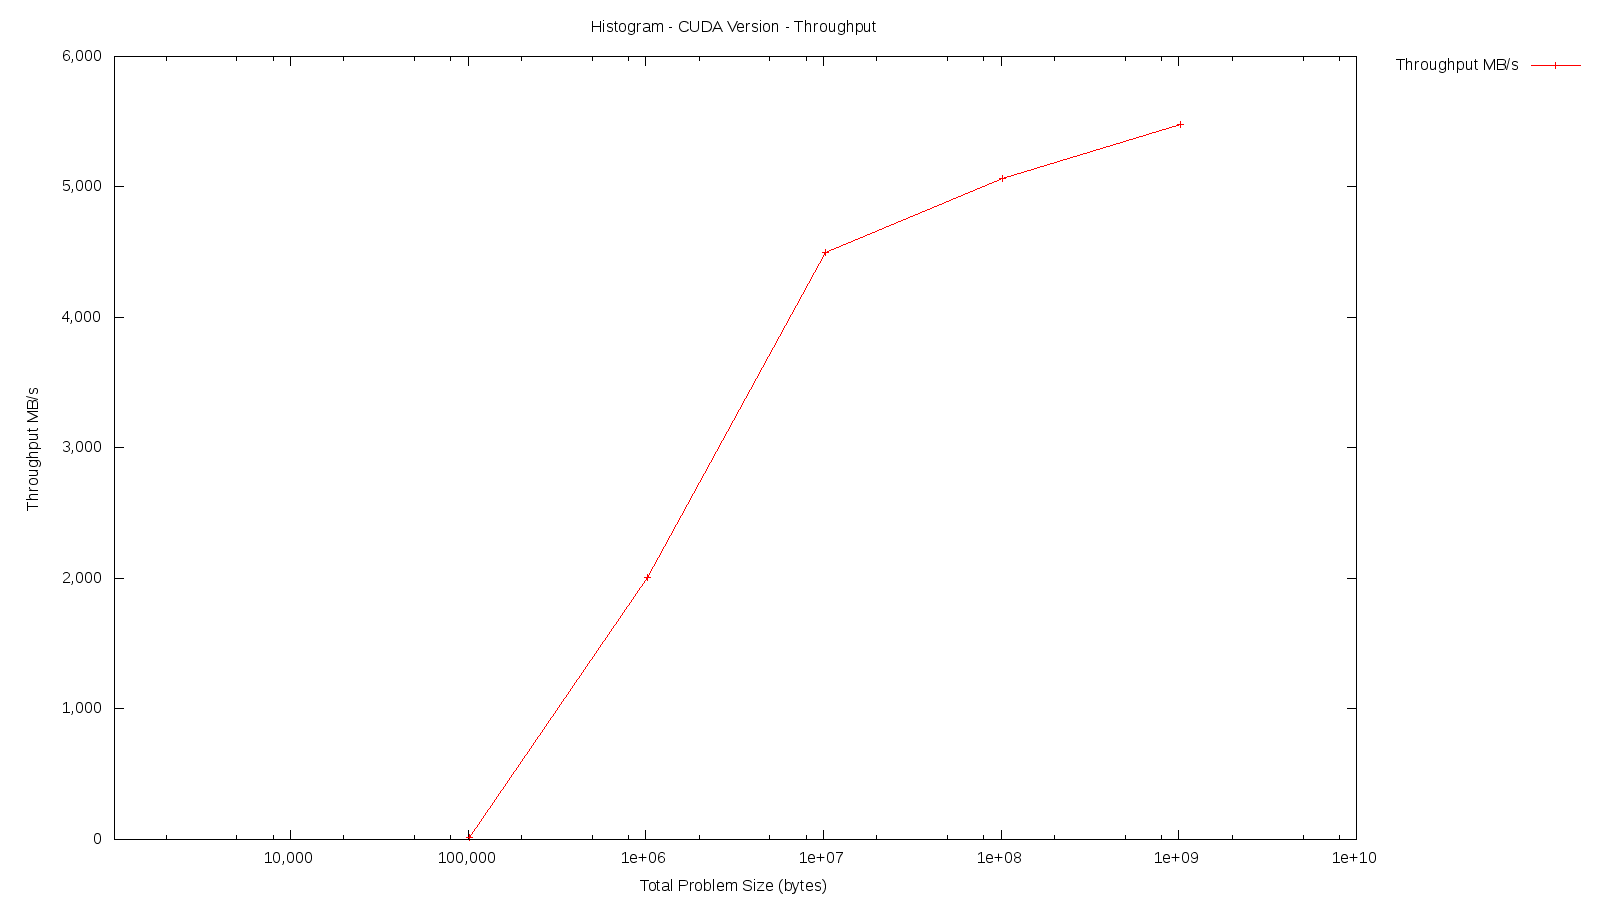 Histogram - CUDA Version - Throughput
Throughput MB/s
6,000
5,000
4,000
3,000
2,000
1,000
0
Throughput MB/s
10,000 100,000 1e+06 1e+07 1e+08 1e+09 1e+10
Total Problem Size (bytes)